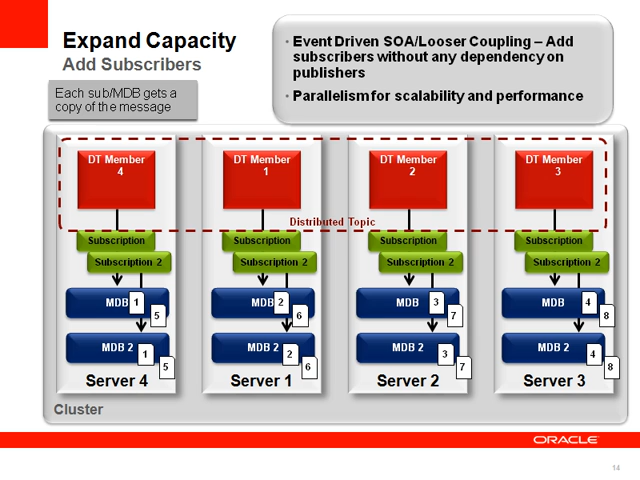 Expand Capacity
Add Subscribers
Each sub/MDB gets a
copy of the message
• Event Driven SOA/Looser Coupling – Add
subscribers without any dependency on
publishers
• Parallelism for scalability and performance
DT Member
4
DT Member
1
DT Member
2
DT Member
3
Distributed Topic
Subscription
Subscription 2
Subscription
Subscription 2
Subscription
Subscription 2
Subscription
Subscription 2
MDB 1
5
MDB 2
6
MDB 3
7
MDB 4
8
MDB 2 1
5
MDB 2 2
6
MDB 2 3
7
MDB 2 4
8
Server 4
Server 1
Server 2
Server 3
Cluster
ORACLE
14